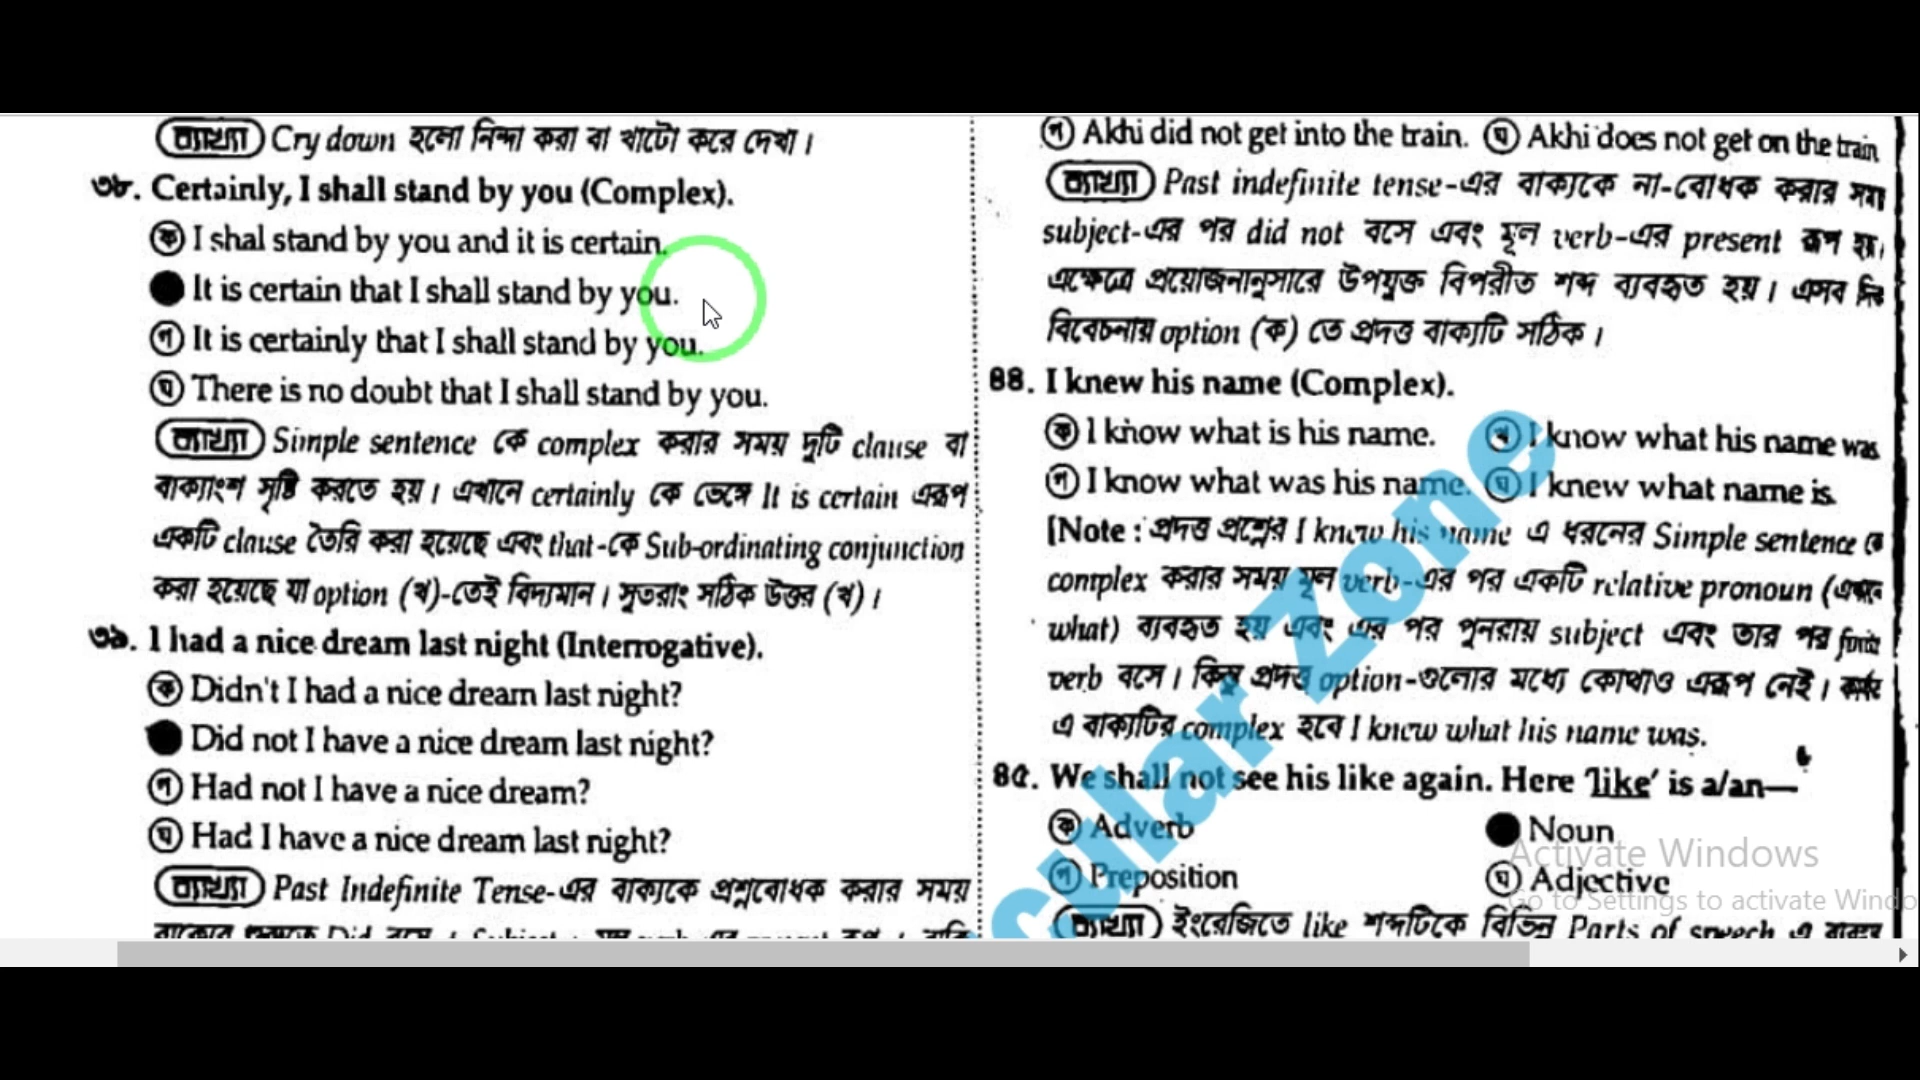 ব্যাখ্যা Cry down হলো নিন্দা করা বা খাটো করে দেখা।
৩৮. Certainly, I shall stand by you (Complex).
ক I shal stand by you and it is certain.
It is certain that I shall stand by you.
গ It is certainly that I shall stand by you.
ঘ There is no doubt that I shall stand by you.
ব্যাখ্যা Simple sentence কে complex করার সময় দুটি clause বা
বাক্যাংশ সৃষ্টি করতে হয়। এখানে certainly কে ভেঙ্গে It is certain এরূপ
একটি clause তৈরি করা হয়েছে এবং that-কে Sub-ordinating conjunction
করা হয়েছে যা option (খ)-তেই বিদ্যমান। সুতরাং সঠিক উত্তর (খ)।
৩৯. I had a nice dream last night (Interrogative).
ক Didn't I had a nice dream last night?
Did not I have a nice dream last night?
গ Had not I have a nice dream?
ঘ Had I have a nice dream last night?
ব্যাখ্যা Past Indefinite Tense-এর বাক্যকে প্রশ্নবোধক করার সময়
গ Akhi did not get into the train. ঘ Akhi does not get on the train
ব্যাখ্যা Past indefinite tense-এর বাক্যকে না-বোধক করার সময়
subject-এর পর did not বসে এবং মূল verb-এর present রূপ হয়।
এক্ষেত্রে প্রয়োজনানুসারে উপযুক্ত বিপরীত শব্দ ব্যবহৃত হয়। এসব দিক
বিবেচনায় option (ক) তে প্রদত্ত বাক্যটি সঠিক।
৪৪. I knew his name (Complex).
ক I know what is his name. খ I know what his name was
গ I know what was his name. ঘ I knew what name is.
[Note : প্রদত্ত প্রশ্নের I knew his name এ ধরনের Simple sentence কে
complex করার সময় মূল verb-এর পর একটি relative pronoun (এখানে
what) ব্যবহৃত হয় এবং এর পর পুনরায় subject এবং তার পর finite
verb বসে। কিন্তু প্রদত্ত option-গুলোর মধ্যে কোথাও এরূপ নেই।
এ বাক্যটির complex হবে I knew what his name was.
৪৫. We shall not see his like again. Here 'like' is a/an—
ক Adverb Noun
গ Preposition ঘ Adjective
ব্যাখ্যা ইংরেজিতে like শব্দটিকে বিভিন্ন Parts of speech এ
cular Zone
Activate Windows
Go to Settings to activate Windo